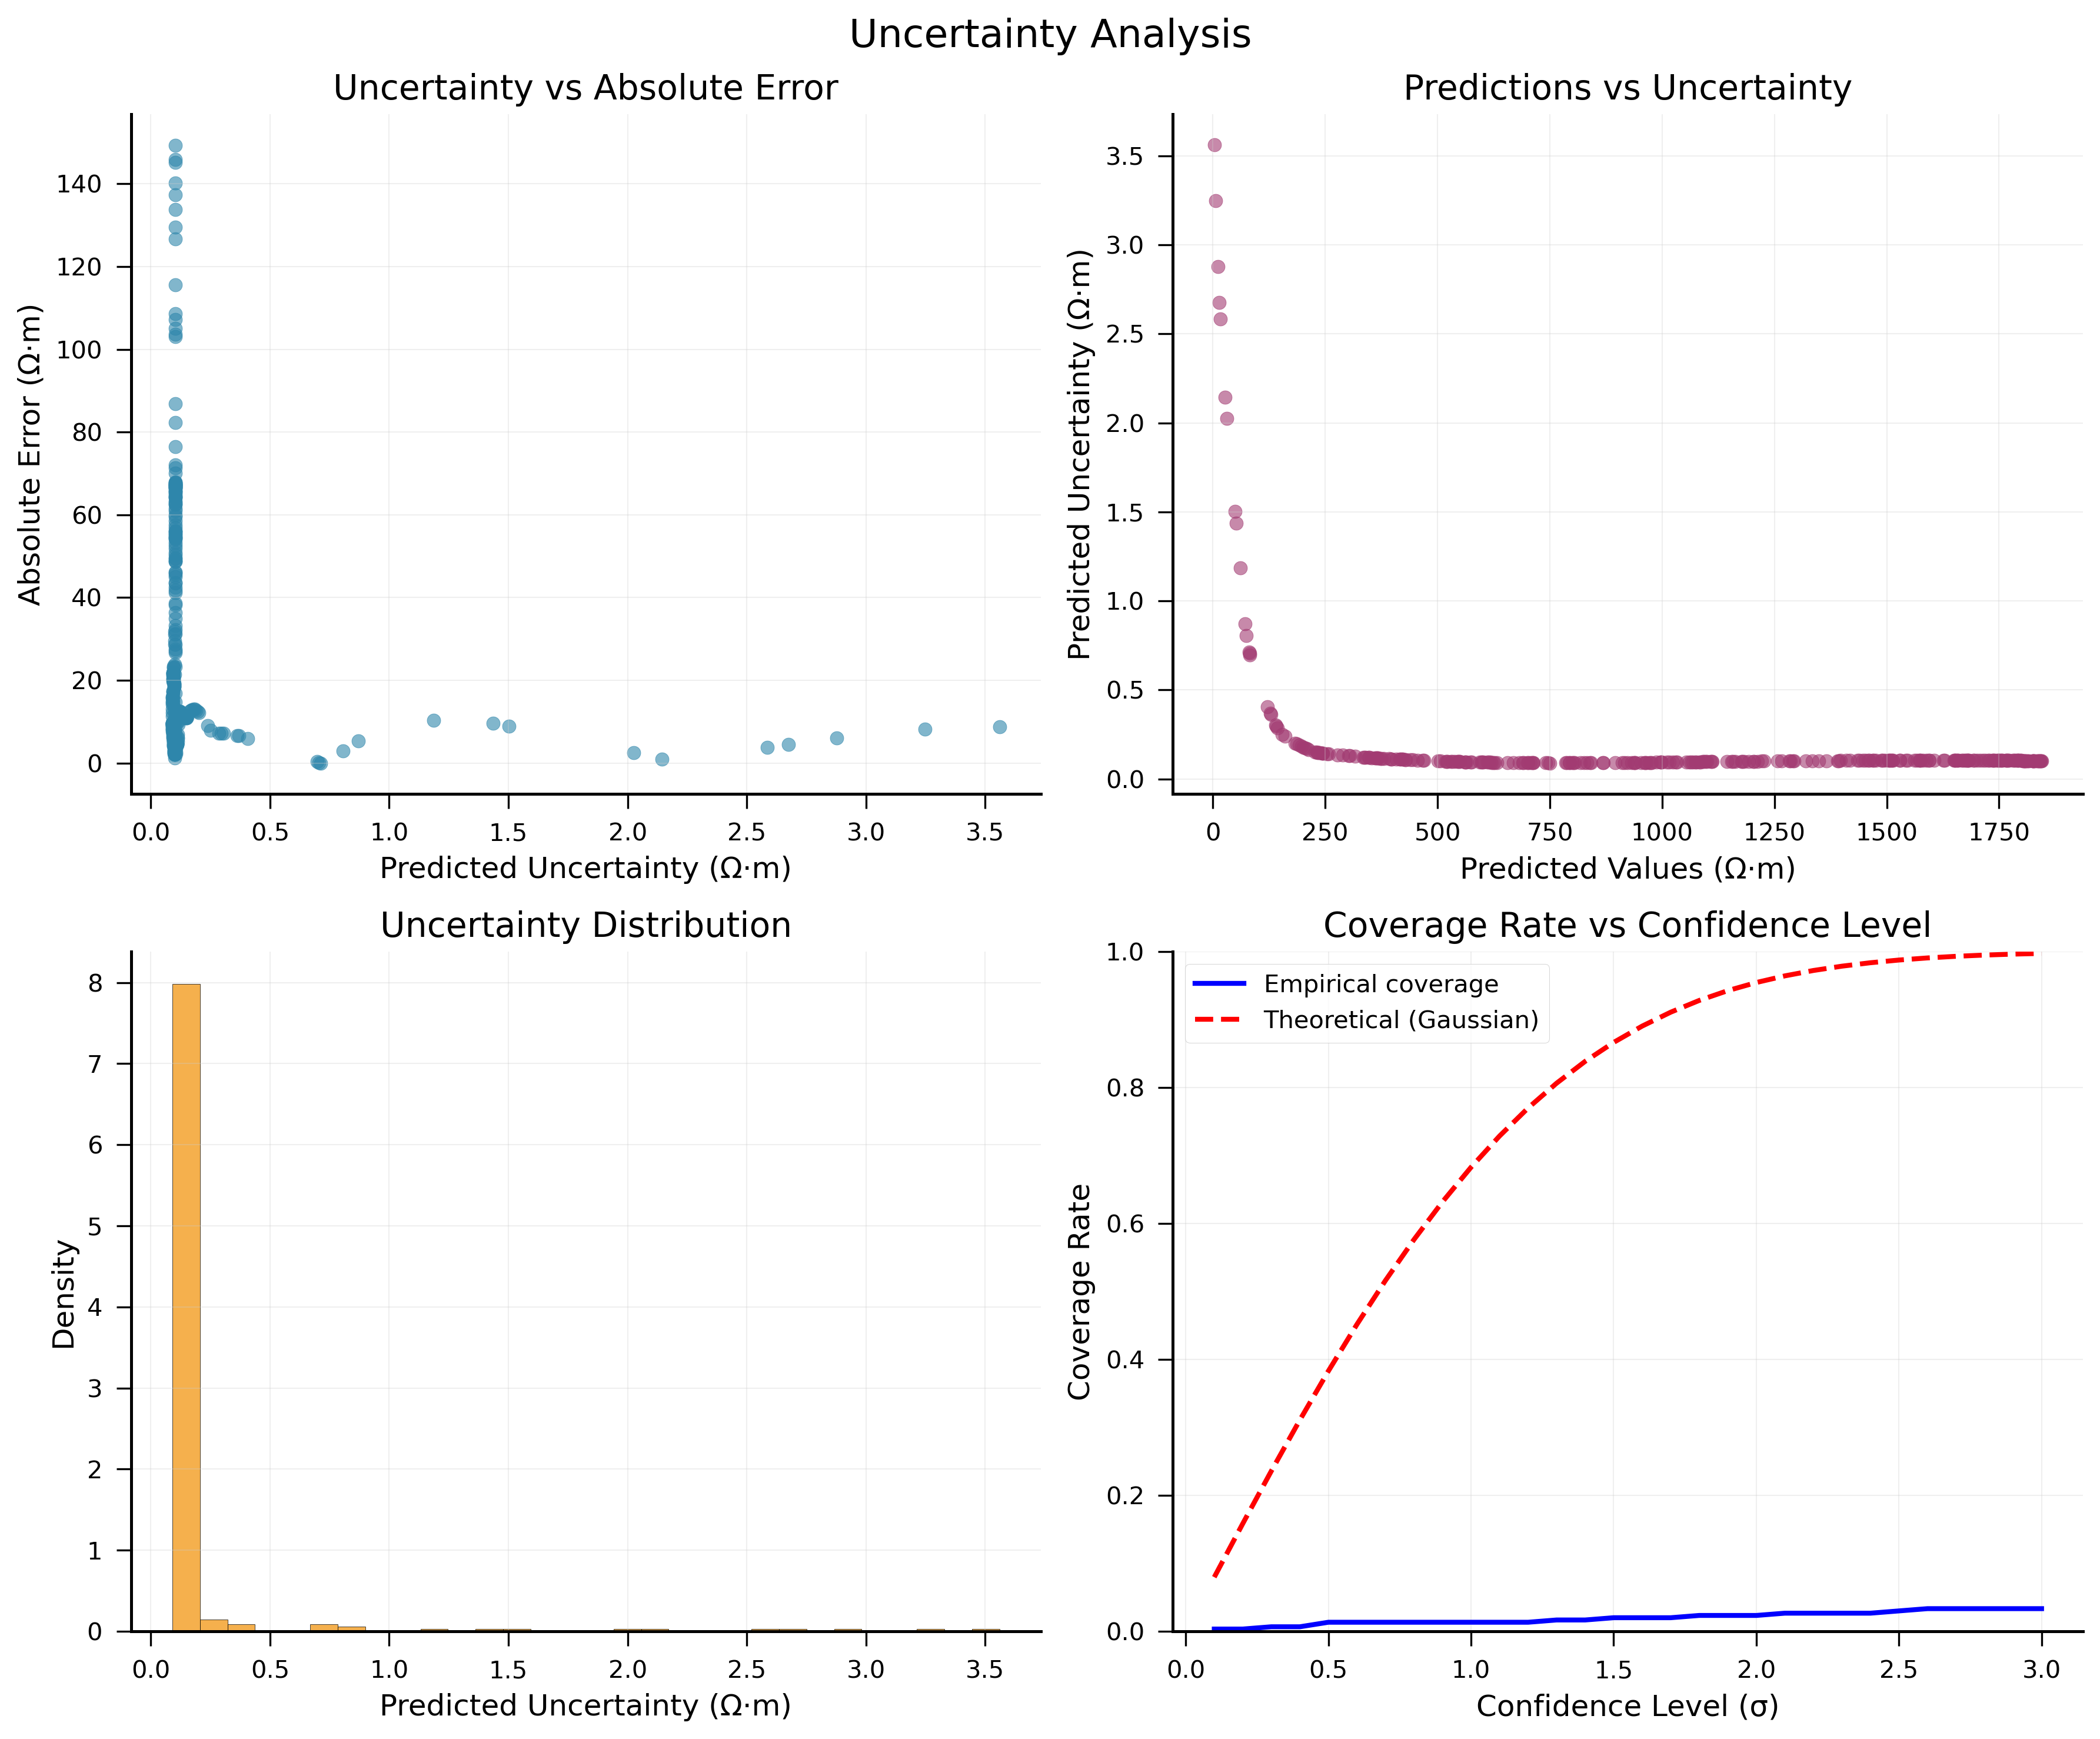 Uncertainty Analysis
Uncertainty vs Absolute Error
Absolute Error (Ω·m)
140
120
100
80
60
40
20
0
0.0 0.5 1.0 1.5 2.0 2.5 3.0 3.5
Predicted Uncertainty (Ω·m)
Predictions vs Uncertainty
Predicted Uncertainty (Ω·m)
3.5
3.0
2.5
2.0
1.5
1.0
0.5
0.0
0 250 500 750 1000 1250 1500 1750
Predicted Values (Ω·m)
Uncertainty Distribution
Density
8
7
6
5
4
3
2
1
0
0.0 0.5 1.0 1.5 2.0 2.5 3.0 3.5
Predicted Uncertainty (Ω·m)
Coverage Rate vs Confidence Level
Coverage Rate
1.0
0.8
0.6
0.4
0.2
0.0
Empirical coverage
Theoretical (Gaussian)
0.0 0.5 1.0 1.5 2.0 2.5 3.0
Confidence Level (σ)